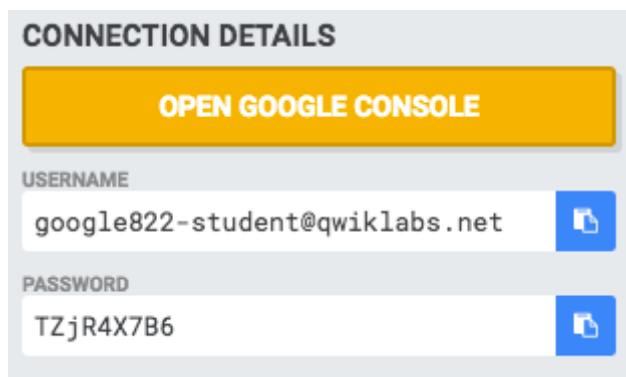 CONNECTION DETAILS
OPEN GOOGLE CONSOLE
USERNAME
google822-student@qwiklabs.net
PASSWORD
TZjR4X7B6